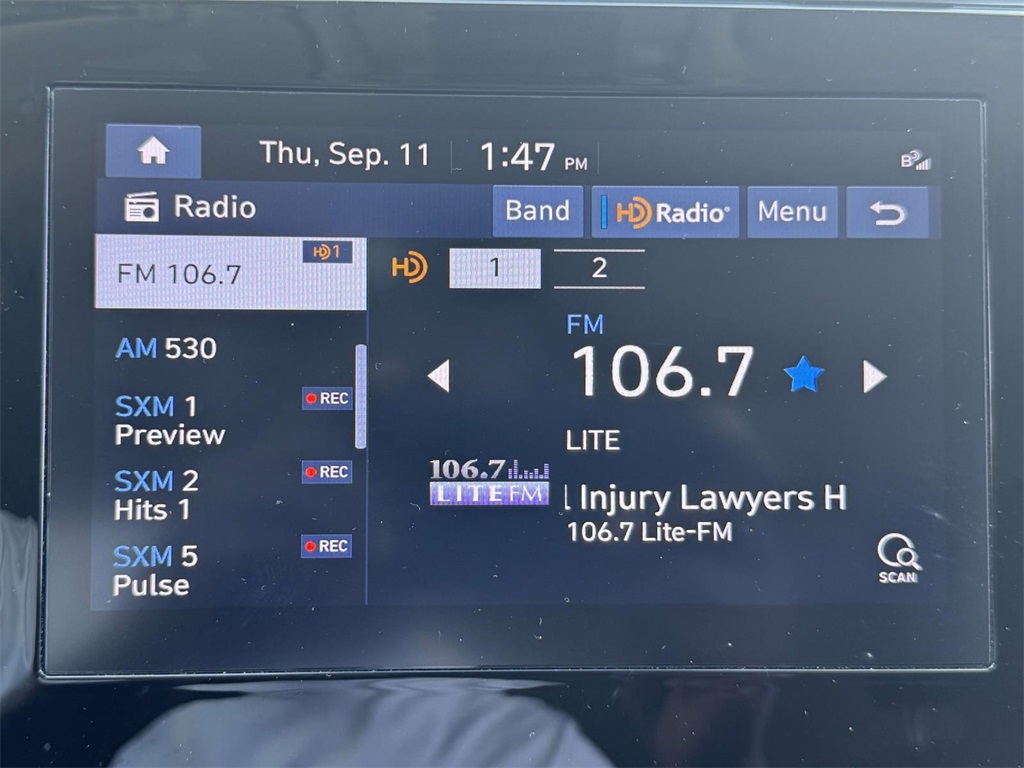 Thu, Sep. 11 1:47 PM
Radio Band HD Radio Menu
FM 106.7 HD 1
HD 1 2
AM 530
SXM 1 REC
Preview
SXM 2 REC
Hits 1
SXM 5 REC
Pulse
FM
106.7
LITE
106.7
LITE FM
Injury Lawyers H
106.7 Lite-FM
SCAN